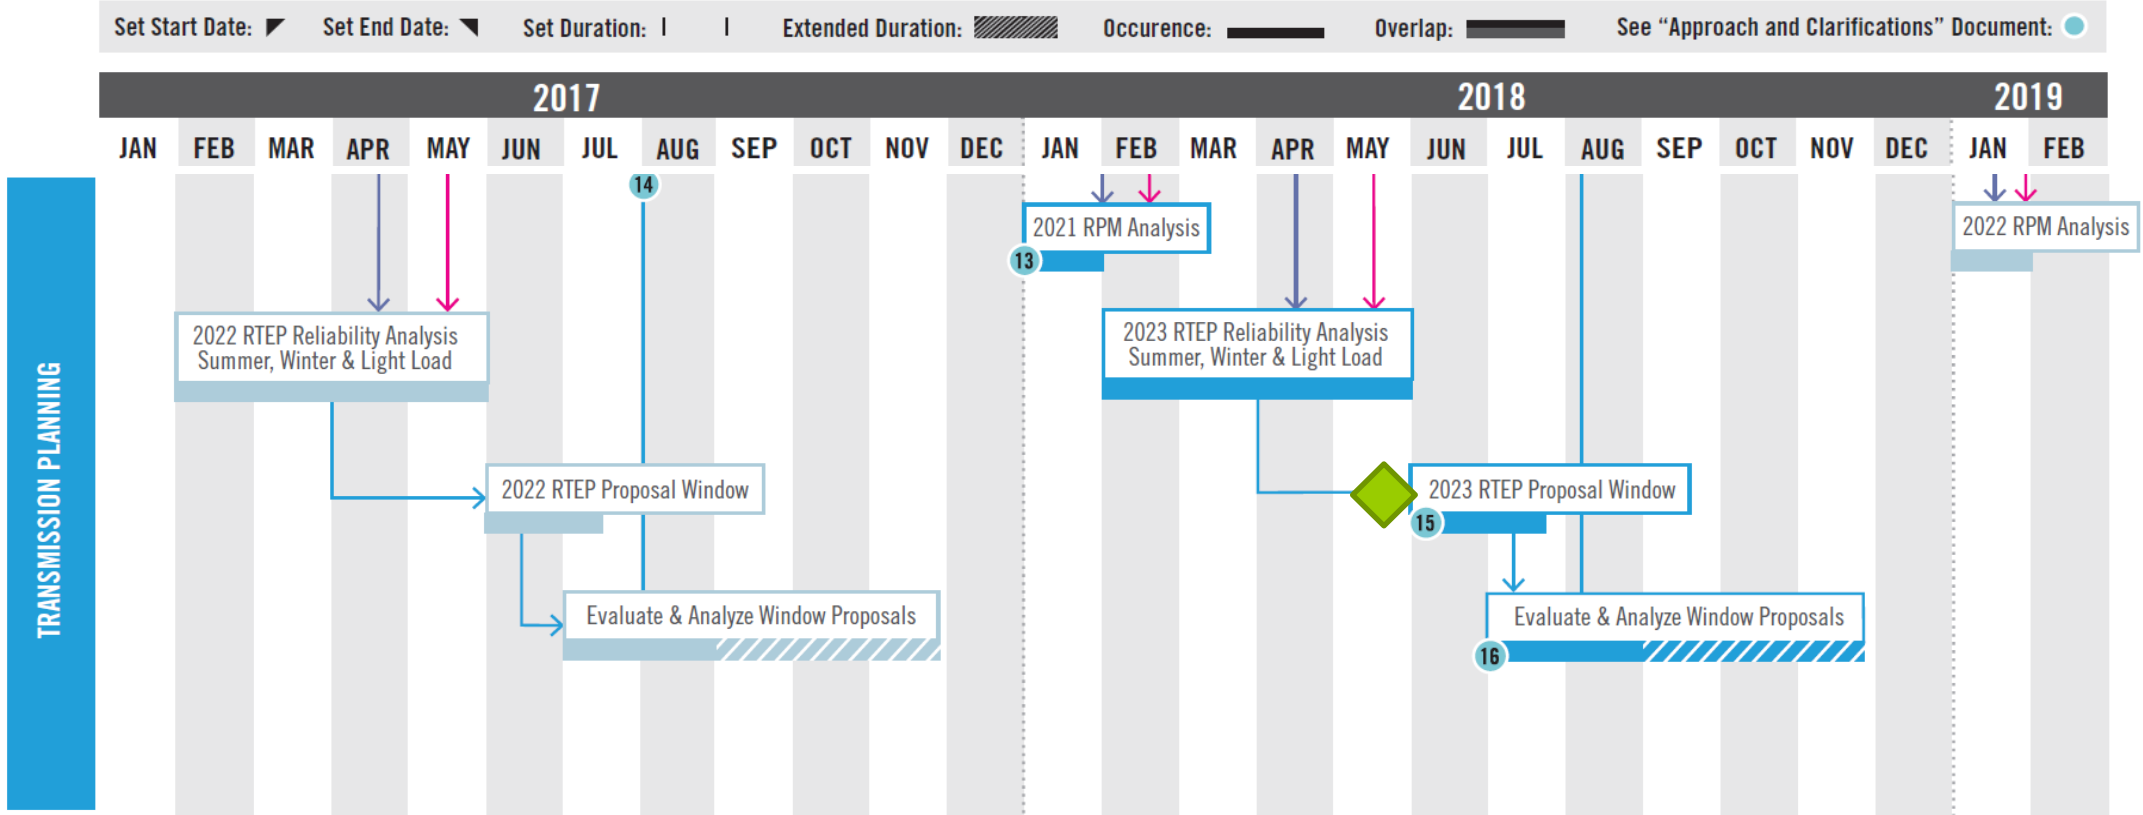 Set Start Date:
Set End Date:
Set Duration:
Extended Duration:
Occurence:
Overlap:
See “Approach and Clarifications” Document:
2017
2018
2019
JAN FEB MAR APR MAY JUN JUL AUG SEP OCT NOV DEC JAN FEB MAR APR MAY JUN JUL AUG SEP OCT NOV DEC JAN FEB
TRANSMISSION PLANNING
14
2021 RPM Analysis
13
2022 RPM Analysis
2022 RTEP Reliability Analysis
Summer, Winter & Light Load
2023 RTEP Reliability Analysis
Summer, Winter & Light Load
2022 RTEP Proposal Window
2023 RTEP Proposal Window
15
Evaluate & Analyze Window Proposals
Evaluate & Analyze Window Proposals
16